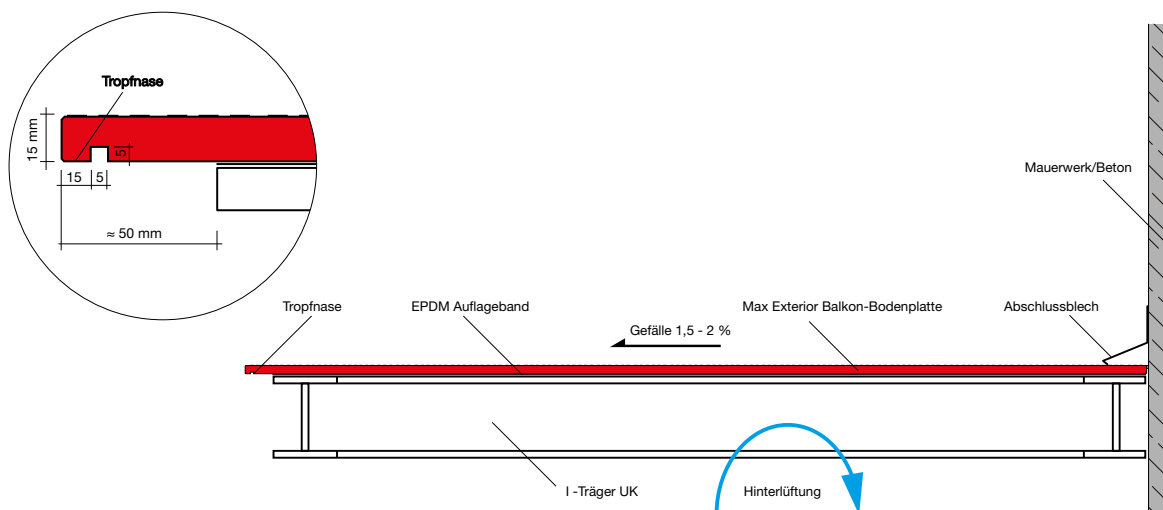 Tropfnase
15 mm
5
15
5
≈ 50 mm
Mauerwerk/Beton
Tropfnase
EPDM Auflageband
Max Exterior Balkon-Bodenplatte
Abschlussblech
Gefälle 1,5 - 2 %
I -Träger UK
Hinterlüftung